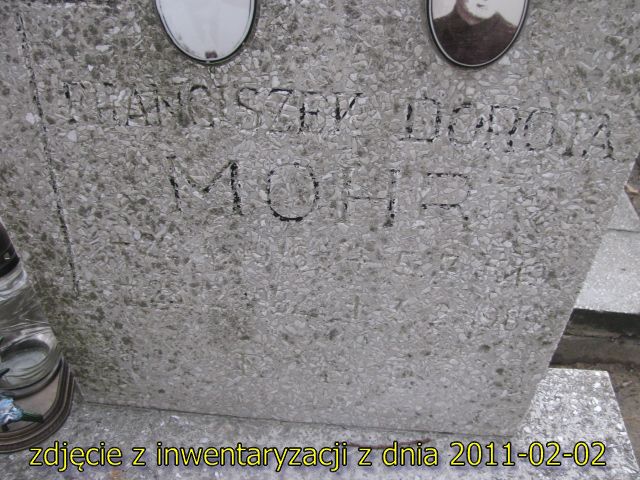 FRANCISZEK DOROTA
MOHR
zdjęcie z inwentaryzacji z dnia 2011-02-02